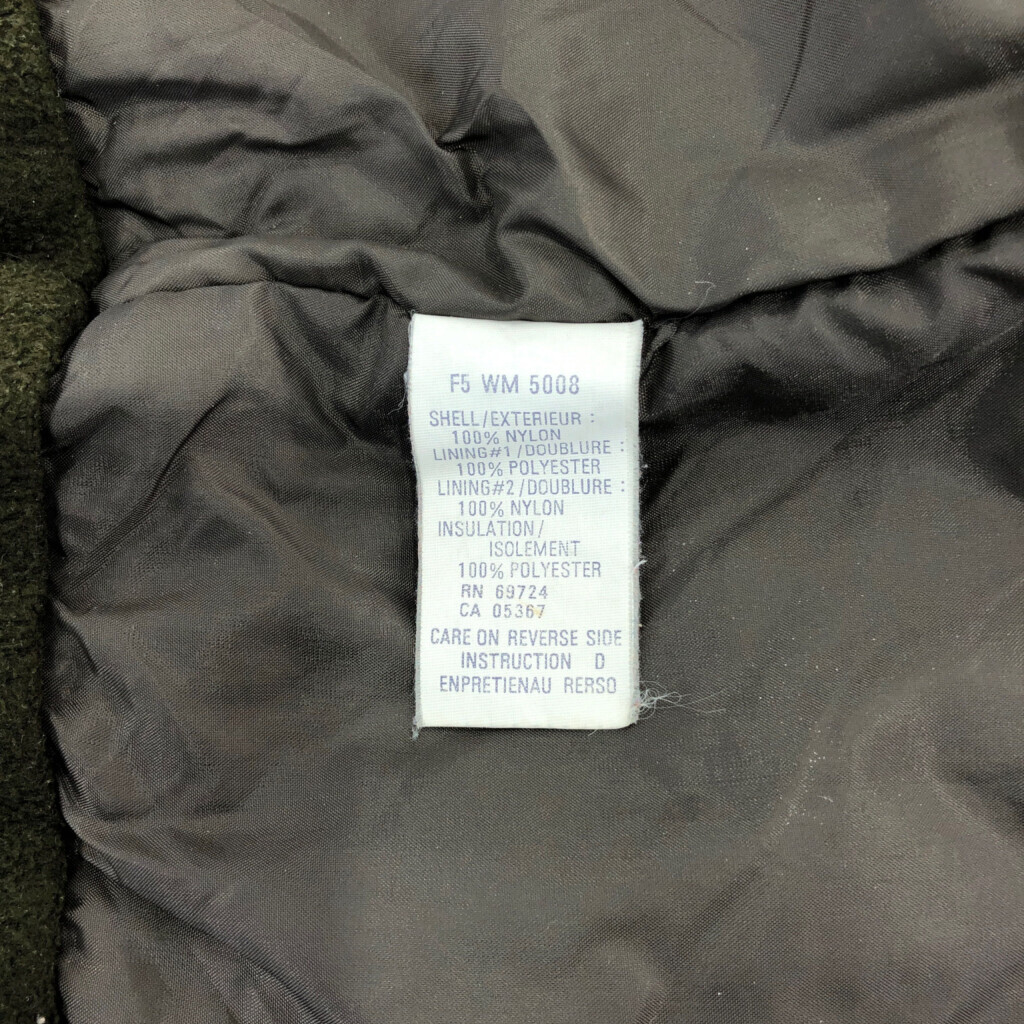 F5 WM 5008
SHELL/EXTERIEUR :
100% NYLON
LINING#1/DOUBLURE :
100% POLYESTER
LINING#2/DOUBLURE :
100% NYLON
INSULATION/
ISOLEMENT
100% POLYESTER
RN 69724
CA 05367
CARE ON REVERSE SIDE
INSTRUCTION D
ENPRETIENAU RERSO